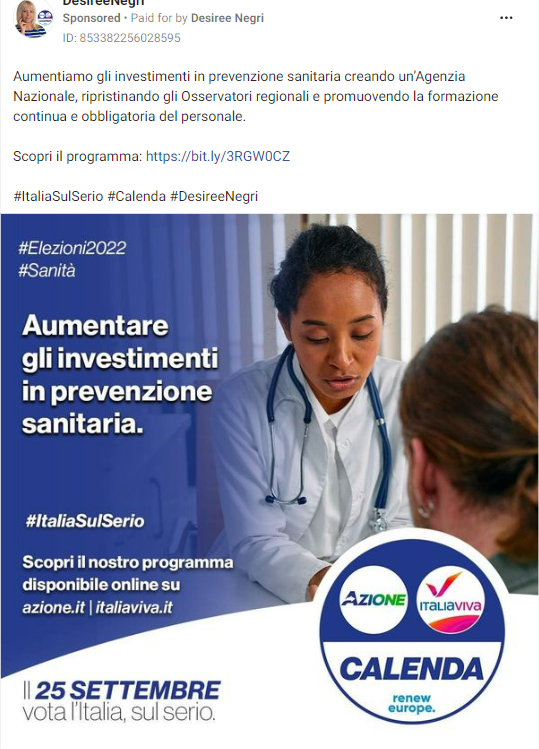 DesireeNegri
Sponsored • Paid for by Desiree Negri
ID: 853382256028595
Aumentiamo gli investimenti in prevenzione sanitaria creando un'Agenzia
Nazionale, ripristinando gli Osservatori regionali e promuovendo la formazione
continua e obbligatoria del personale.
Scopri il programma: https://bit.ly/3RGW0CZ
#ItaliaSulSerio #Calenda #DesireeNegri
#Elezioni2022
#Sanità
Aumentare
gli investimenti
in prevenzione
sanitaria.
#ItaliaSulSerio
Scopri il nostro programma
disponibile online su
azione.it | italiaviva.it
AZIONE
ITALIAVIVA
CALENDA
renew
europe.
Il 25 SETTEMBRE
vota l'Italia, sul serio.